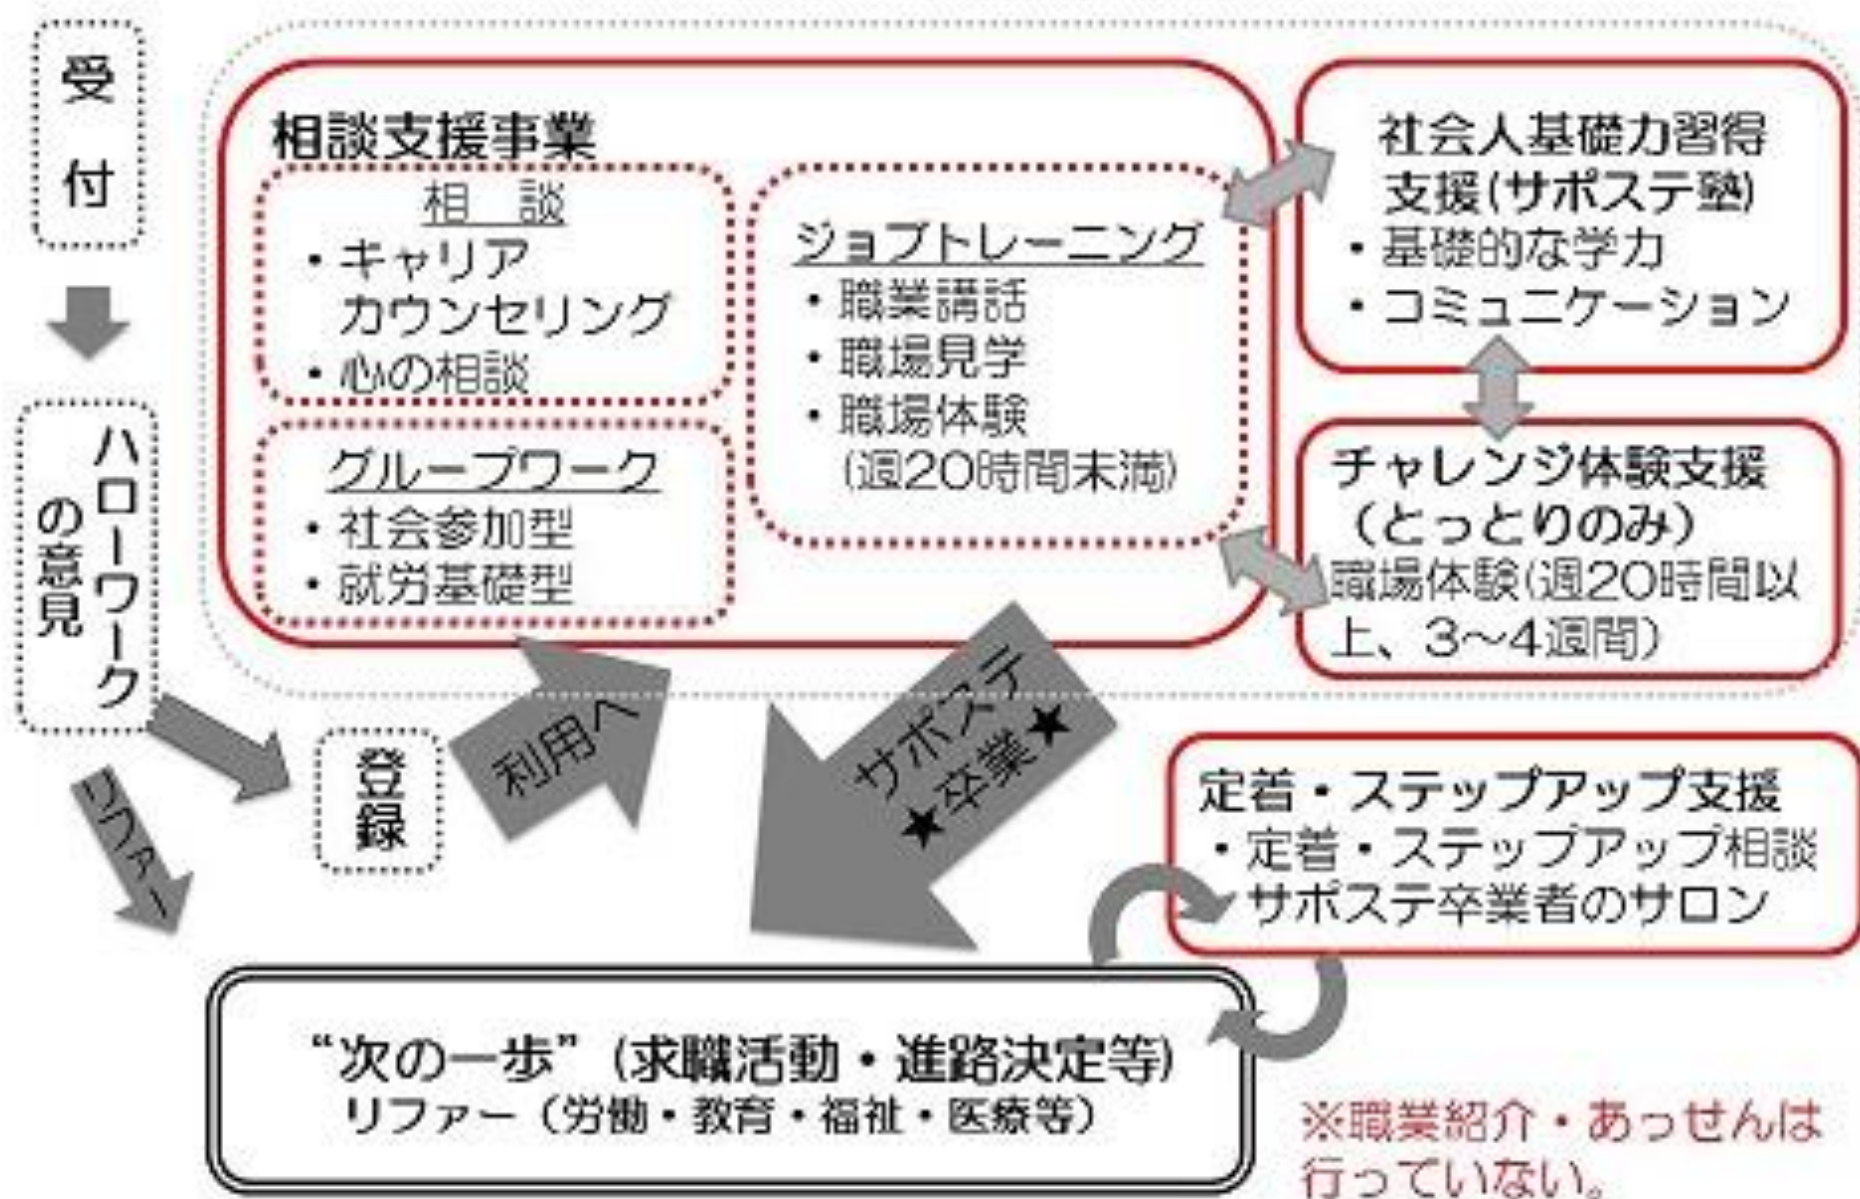 受付
ハローワーク
の意見
リファー
登録
利用へ
相談支援事業
相 談
・キャリア
カウンセリング
・心の相談
グループワーク
・社会参加型
・就労基礎型
ジョブトレーニング
・職業講話
・職場見学
・職場体験
(週20時間未満)
社会人基礎力習得
支援(サポステ塾)
・基礎的な学力
・コミュニケーション
チャレンジ体験支援
(とっとりのみ)
職場体験(週20時間以
上、3～4週間)
サポステ
★卒業★
定着・ステップアップ支援
・定着・ステップアップ相談
・サポステ卒業者のサロン
“次の一歩”(求職活動・進路決定等)
リファー(労働・教育・福祉・医療等)
※職業紹介・あっせんは
行っていない。